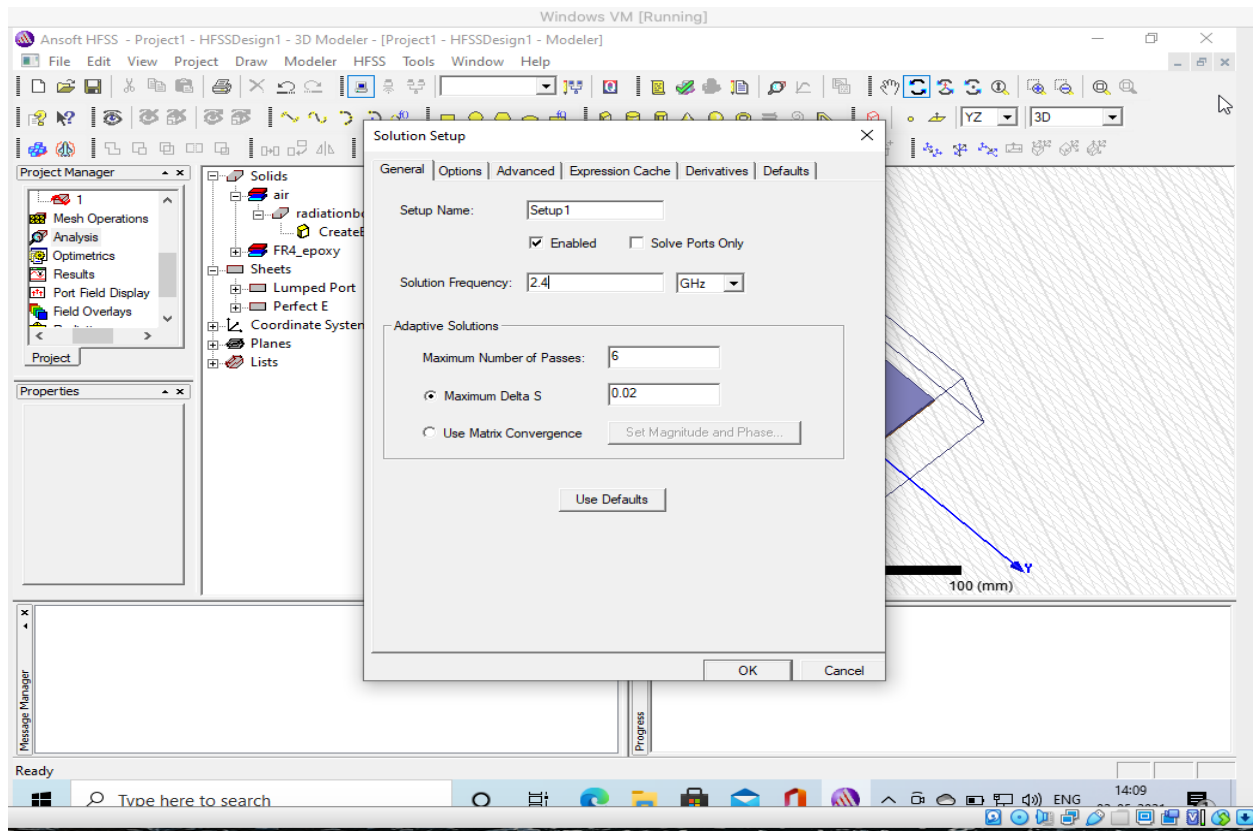 Windows VM [Running]
Ansoft HFSS - Project1 - HFSSDesign1 - 3D Modeler - [Project1 - HFSSDesign1 - Modeler]
File Edit View Project Draw Modeler HFSS Tools Window Help
YZ 3D
Project Manager
1
Mesh Operations
Analysis
Optimetrics
Results
Port Field Display
Field Overlays
Project
Properties
Solids
air
radiationb
Create
FR4_epoxy
Sheets
Lumped Port
Perfect E
Coordinate System
Planes
Lists
Solution Setup
General Options Advanced Expression Cache Derivatives Defaults
Setup Name: Setup1
Enabled Solve Ports Only
Solution Frequency: 2.4 GHz
Adaptive Solutions
Maximum Number of Passes: 6
Maximum Delta S 0.02
Use Matrix Convergence Set Magnitude and Phase...
Use Defaults
OK Cancel
Y
100 (mm)
Message Manager
Progress
Ready
Type here to search
ENG
14:09